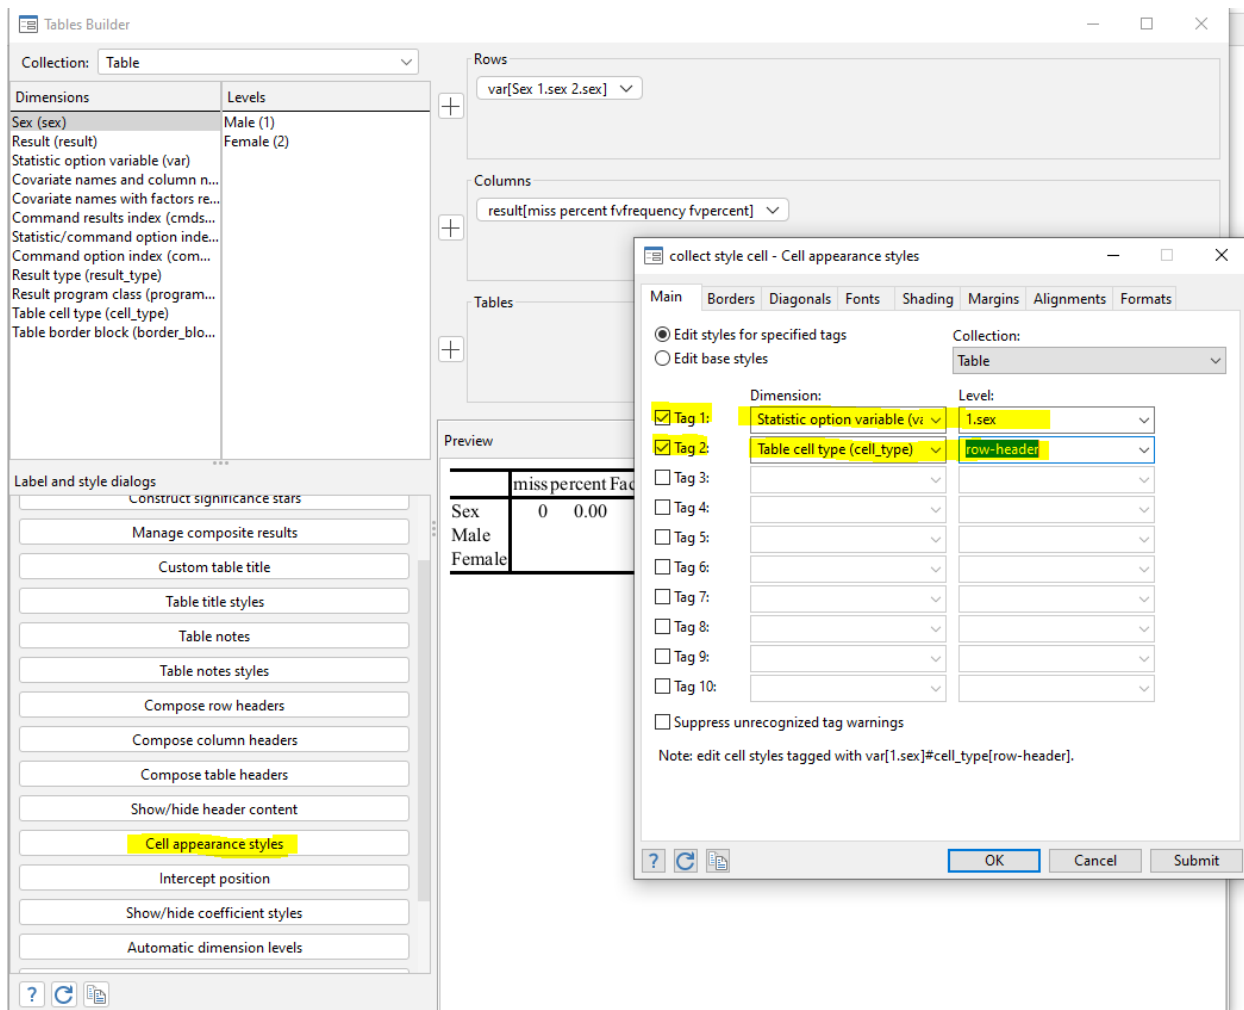 Tables Builder
Collection: Table
Dimensions Levels
Sex (sex) Male (1)
Result (result) Female (2)
Statistic option variable (var)
Covariate names and column n...
Covariate names with factors re...
Command results index (cmds...
Statistic/command option inde...
Command option index (com...
Result type (result_type)
Result program class (program...
Table cell type (cell_type)
Table border block (border_blo...
Rows
var[Sex 1.sex 2.sex]
Columns
result[miss percent fvfrequency fvpercent]
Tables
Preview
miss percent Fac
Sex 0 0.00
Male
Female
Label and style dialogs
Construct significance stars
Manage composite results
Custom table title
Table title styles
Table notes
Table notes styles
Compose row headers
Compose column headers
Compose table headers
Show/hide header content
Cell appearance styles
Intercept position
Show/hide coefficient styles
Automatic dimension levels
?
collect style cell - Cell appearance styles
Main Borders Diagonals Fonts Shading Margins Alignments Formats
Edit styles for specified tags
Edit base styles
Collection:
Table
Dimension: Level:
Tag 1: Statistic option variable (va 1.sex
Tag 2: Table cell type (cell_type) row-header
Tag 3:
Tag 4:
Tag 5:
Tag 6:
Tag 7:
Tag 8:
Tag 9:
Tag 10:
Suppress unrecognized tag warnings
Note: edit cell styles tagged with var[1.sex]#cell_type[row-header].
? OK Cancel Submit